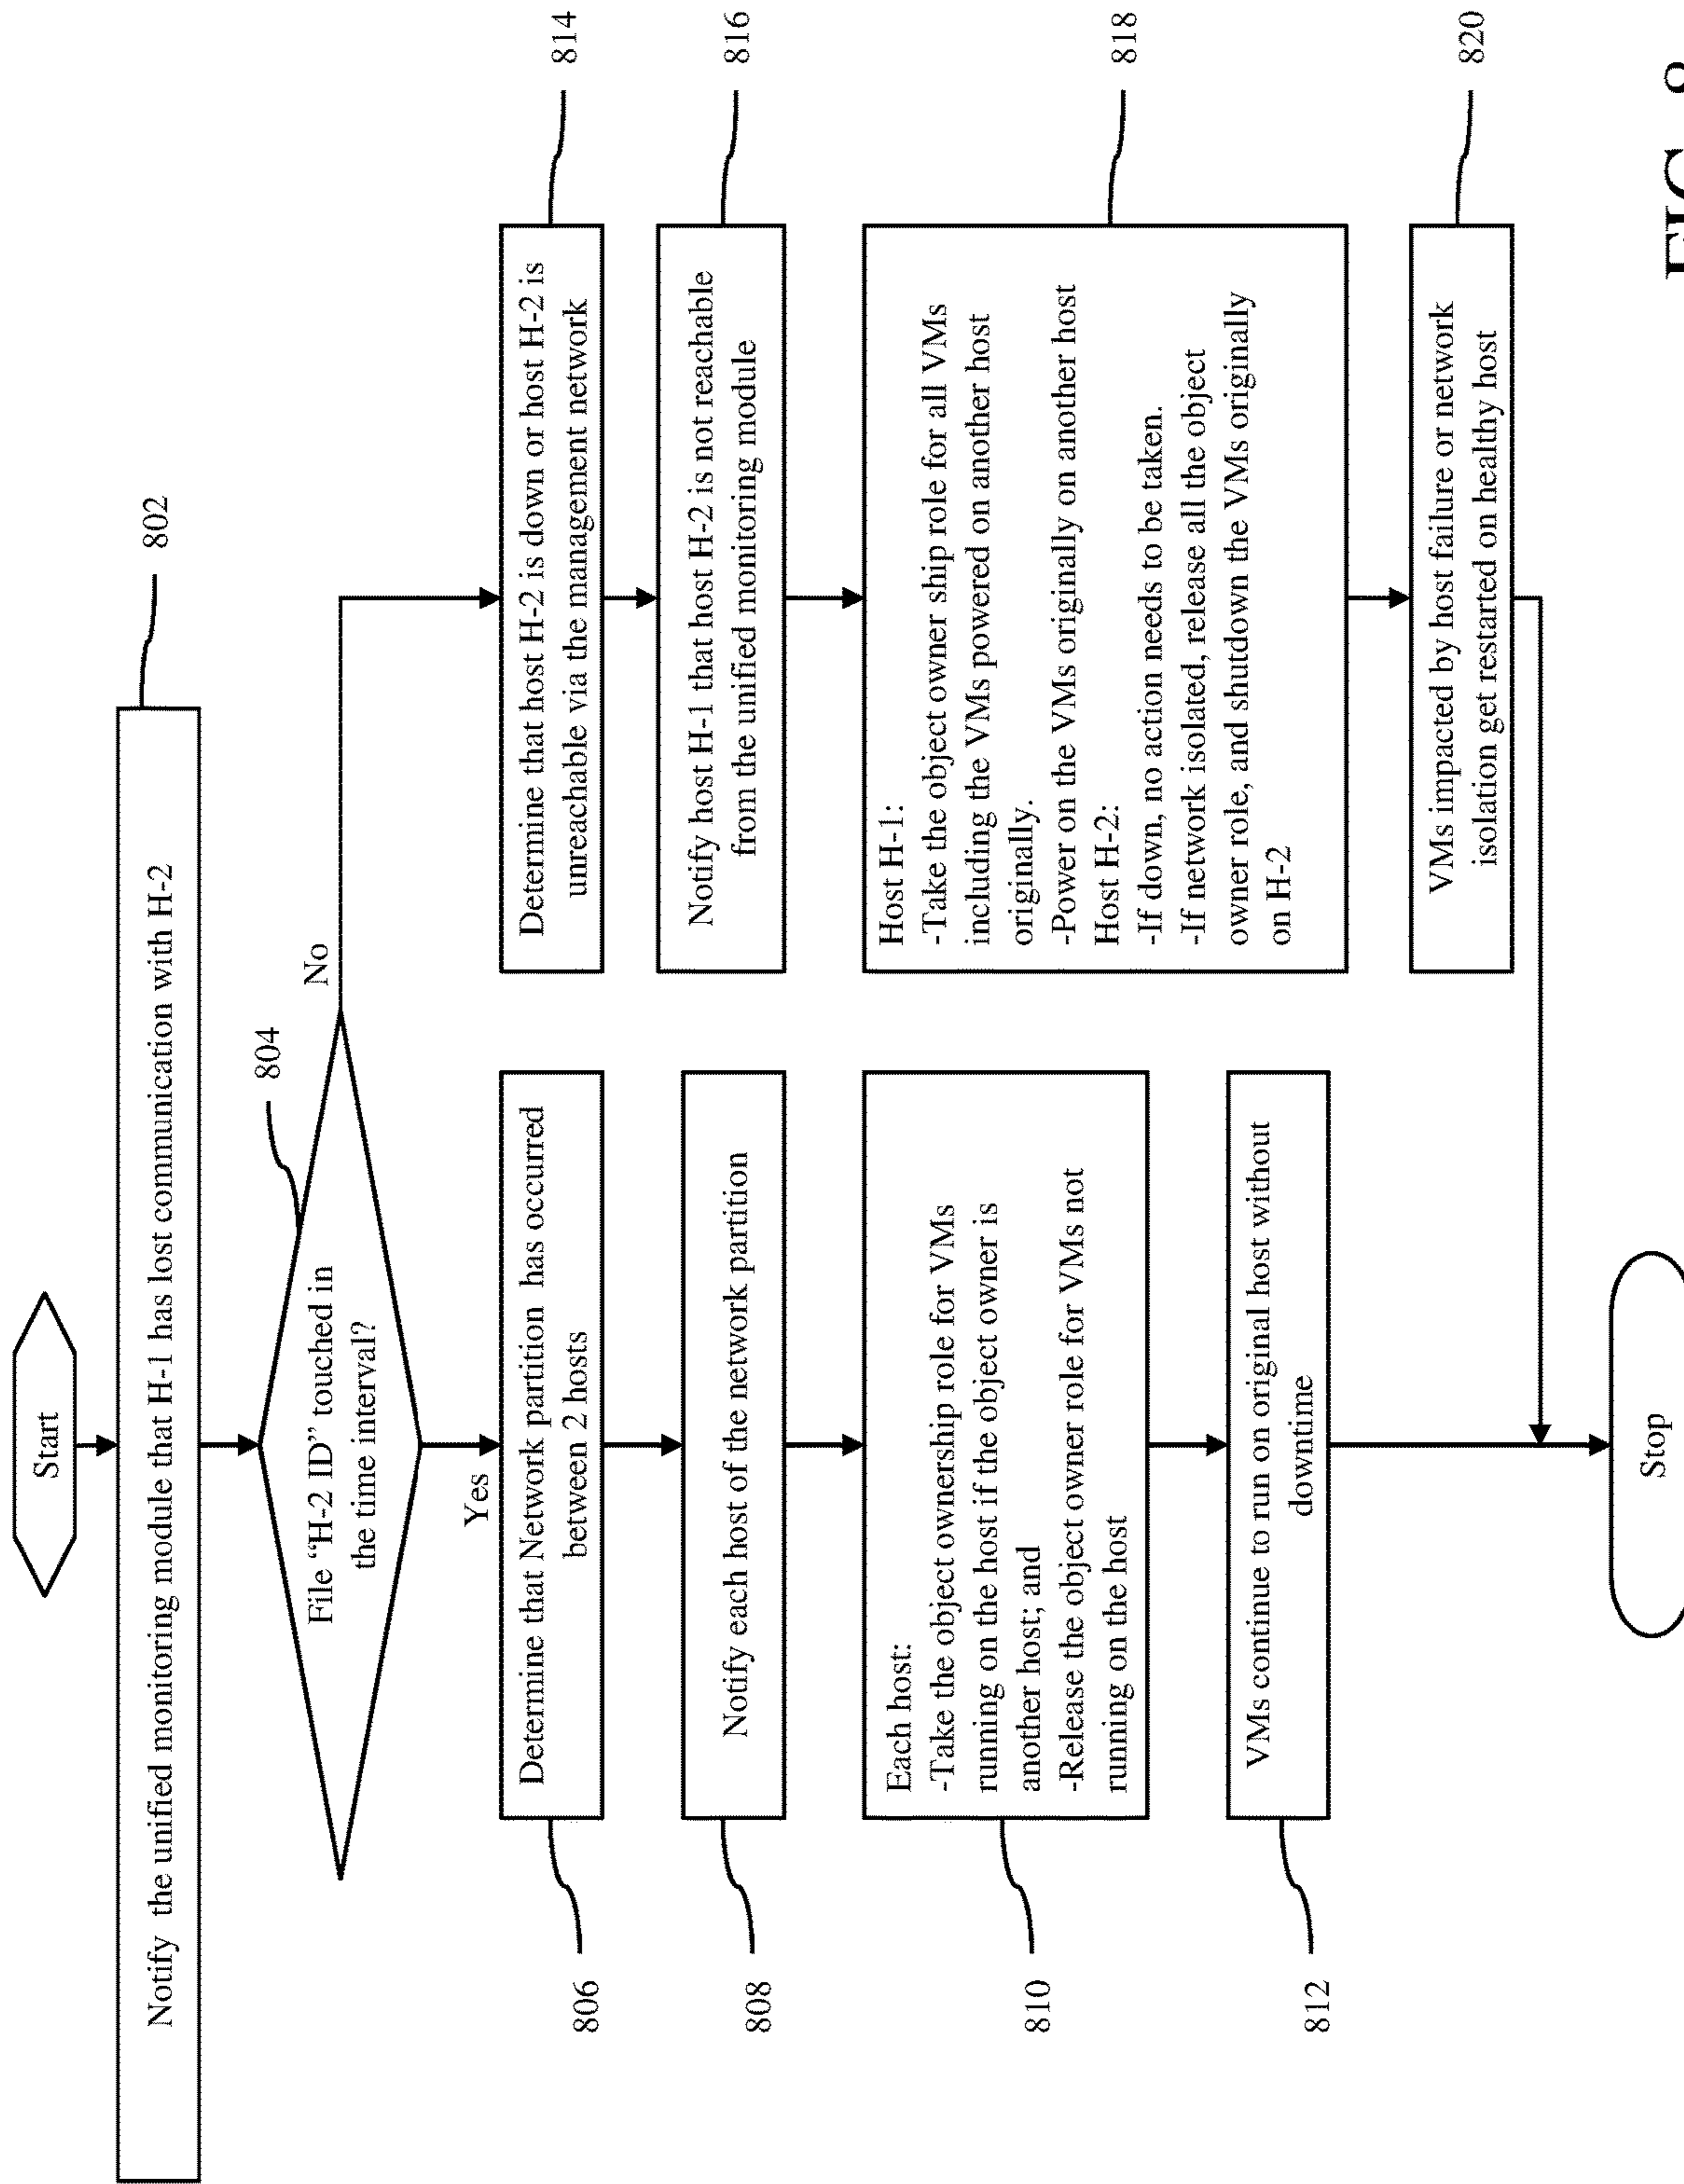 Start
Notify the unified monitoring module that H-1 has lost communication with H-2
802
File “H-2 ID” touched in
the time interval?
804
Yes
No
Determine that Network partition has occurred
between 2 hosts
806
Notify each host of the network partition
808
Each host:
-Take the object ownership role for VMs
running on the host if the object owner is
another host; and
-Release the object owner role for VMs not
running on the host
810
VMs continue to run on original host without
downtime
812
Determine that host H-2 is down or host H-2 is
unreachable via the management network
814
Notify host H-1 that host H-2 is not reachable
from the unified monitoring module
816
Host H-1:
-Take the object owner ship role for all VMs
including the VMs powered on another host
originally.
-Power on the VMs originally on another host
Host H-2:
-If down, no action needs to be taken.
-If network isolated, release all the object
owner role, and shutdown the VMs originally
on H-2
818
VMs impacted by host failure or network
isolation get restarted on healthy host
820
Stop
FIG. 8